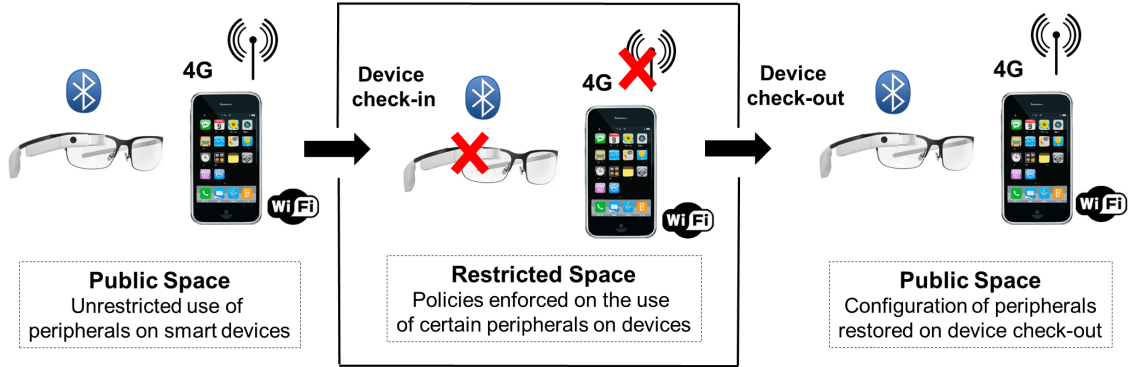 4G
WiFi
Public Space
Unrestricted use of
peripherals on smart devices
Device
check-in
4G
WiFi
Restricted Space
Policies enforced on the use
of certain peripherals on devices
Device
check-out
4G
WiFi
Public Space
Configuration of peripherals
restored on device check-out